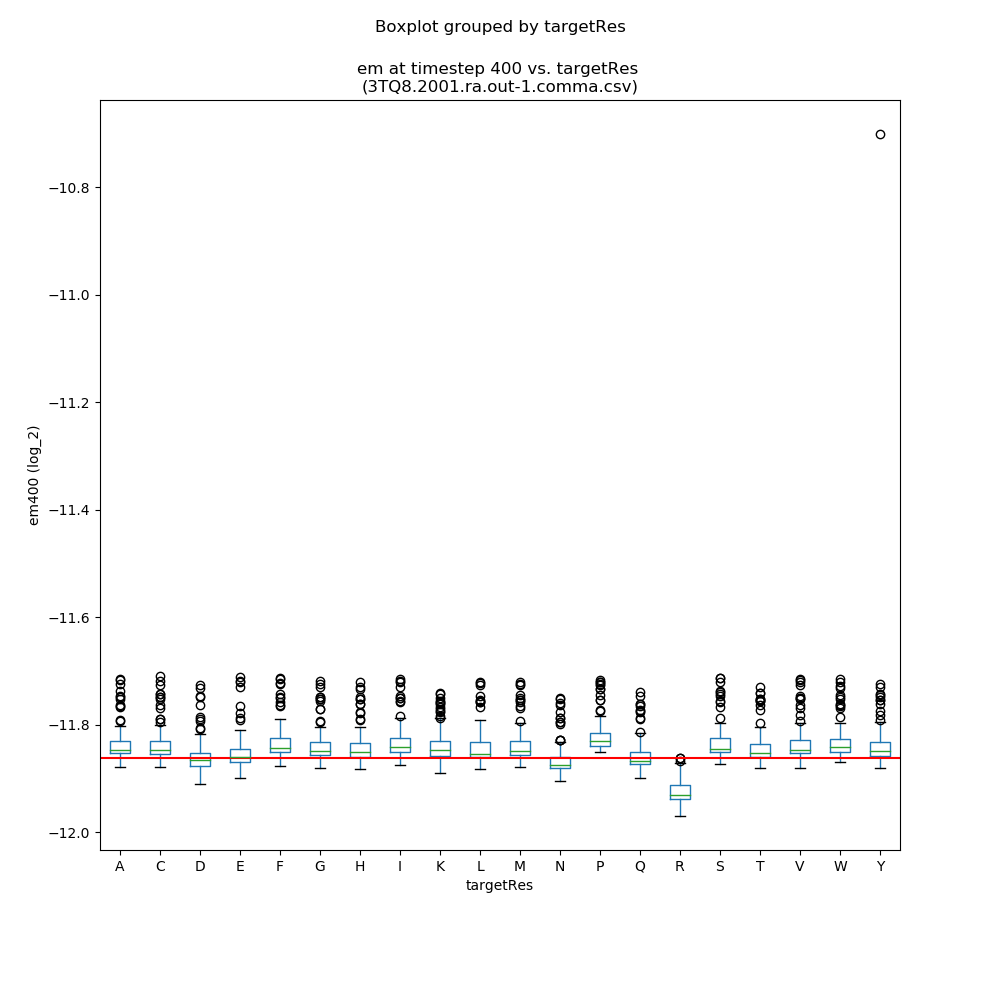 Boxplot grouped by targetRes
em at timestep 400 vs. targetRes
(3TQ8.2001.ra.out-1.comma.csv)
−10.8
−11.0
−11.2
−11.4
−11.6
−11.8
−12.0
em400 (log_2)
A C D E F G H I K L M N P Q R S T V W Y
targetRes